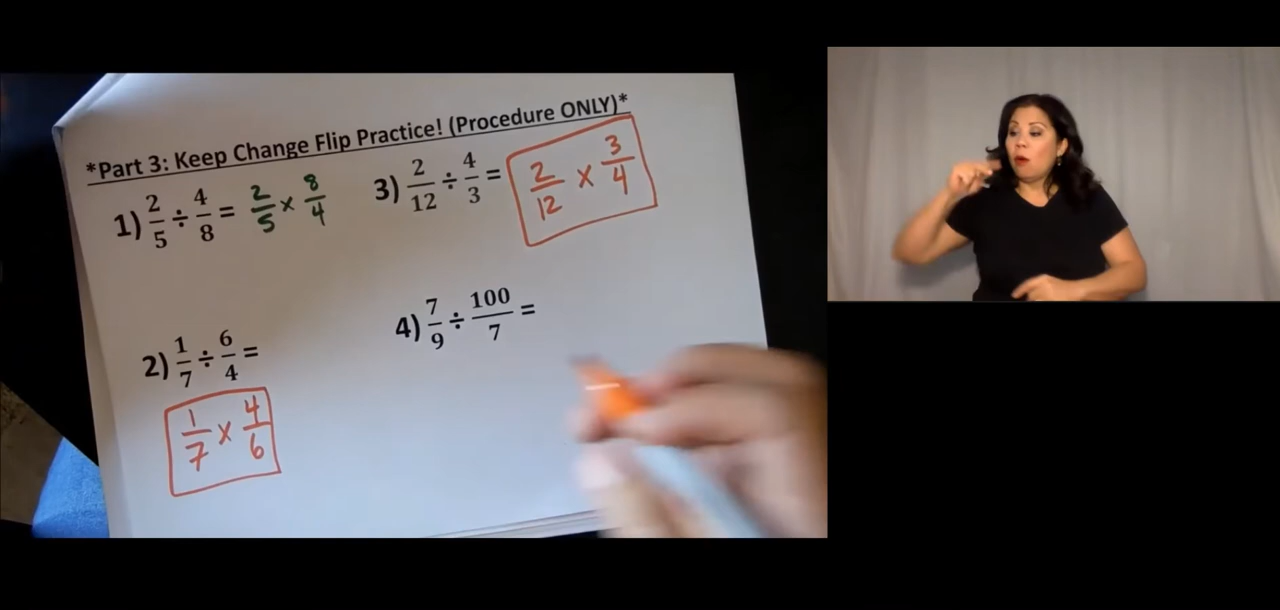 *Part 3: Keep Change Flip Practice! (Procedure ONLY)*
1) 2/5 ÷ 4/8 = 2/5 × 8/4
2) 1/7 ÷ 6/4 =
1/7 × 4/6
3) 2/12 ÷ 4/3 = 2/12 × 3/4
4) 7/9 ÷ 100/7 =